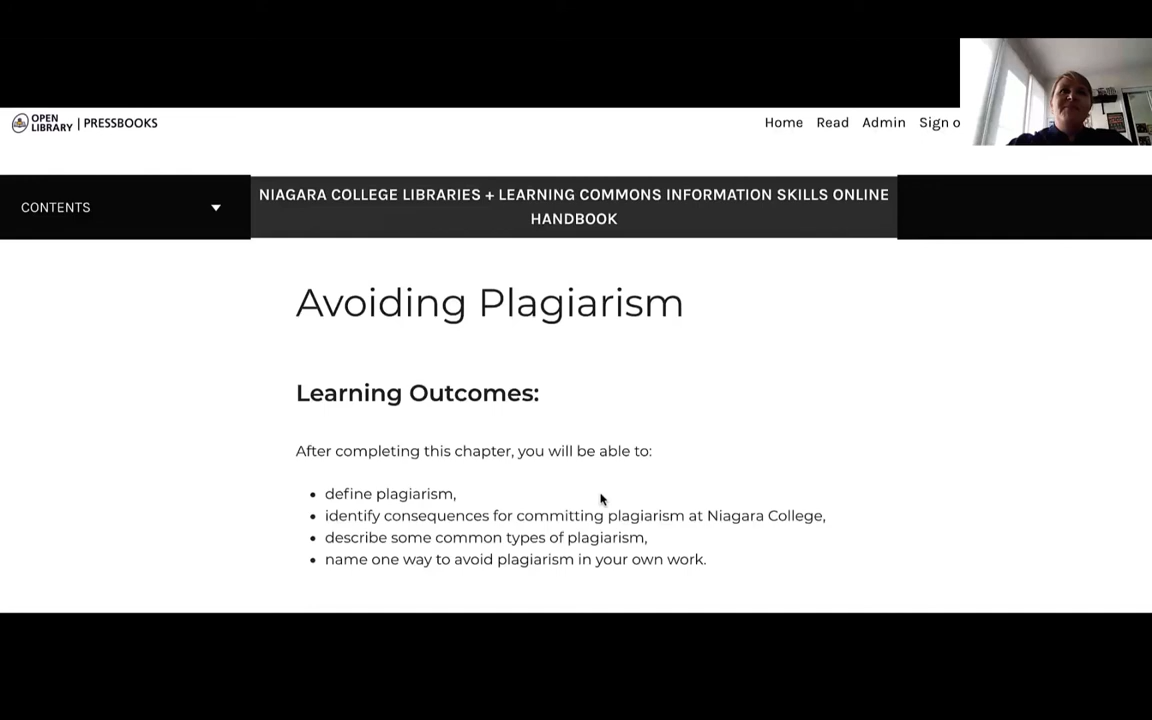 OPEN
LIBRARY | PRESSBOOKS
Home Read Admin Sign o
CONTENTS
NIAGARA COLLEGE LIBRARIES + LEARNING COMMONS INFORMATION SKILLS ONLINE
HANDBOOK
Avoiding Plagiarism
Learning Outcomes:
After completing this chapter, you will be able to:
• define plagiarism,
• identify consequences for committing plagiarism at Niagara College,
• describe some common types of plagiarism,
• name one way to avoid plagiarism in your own work.